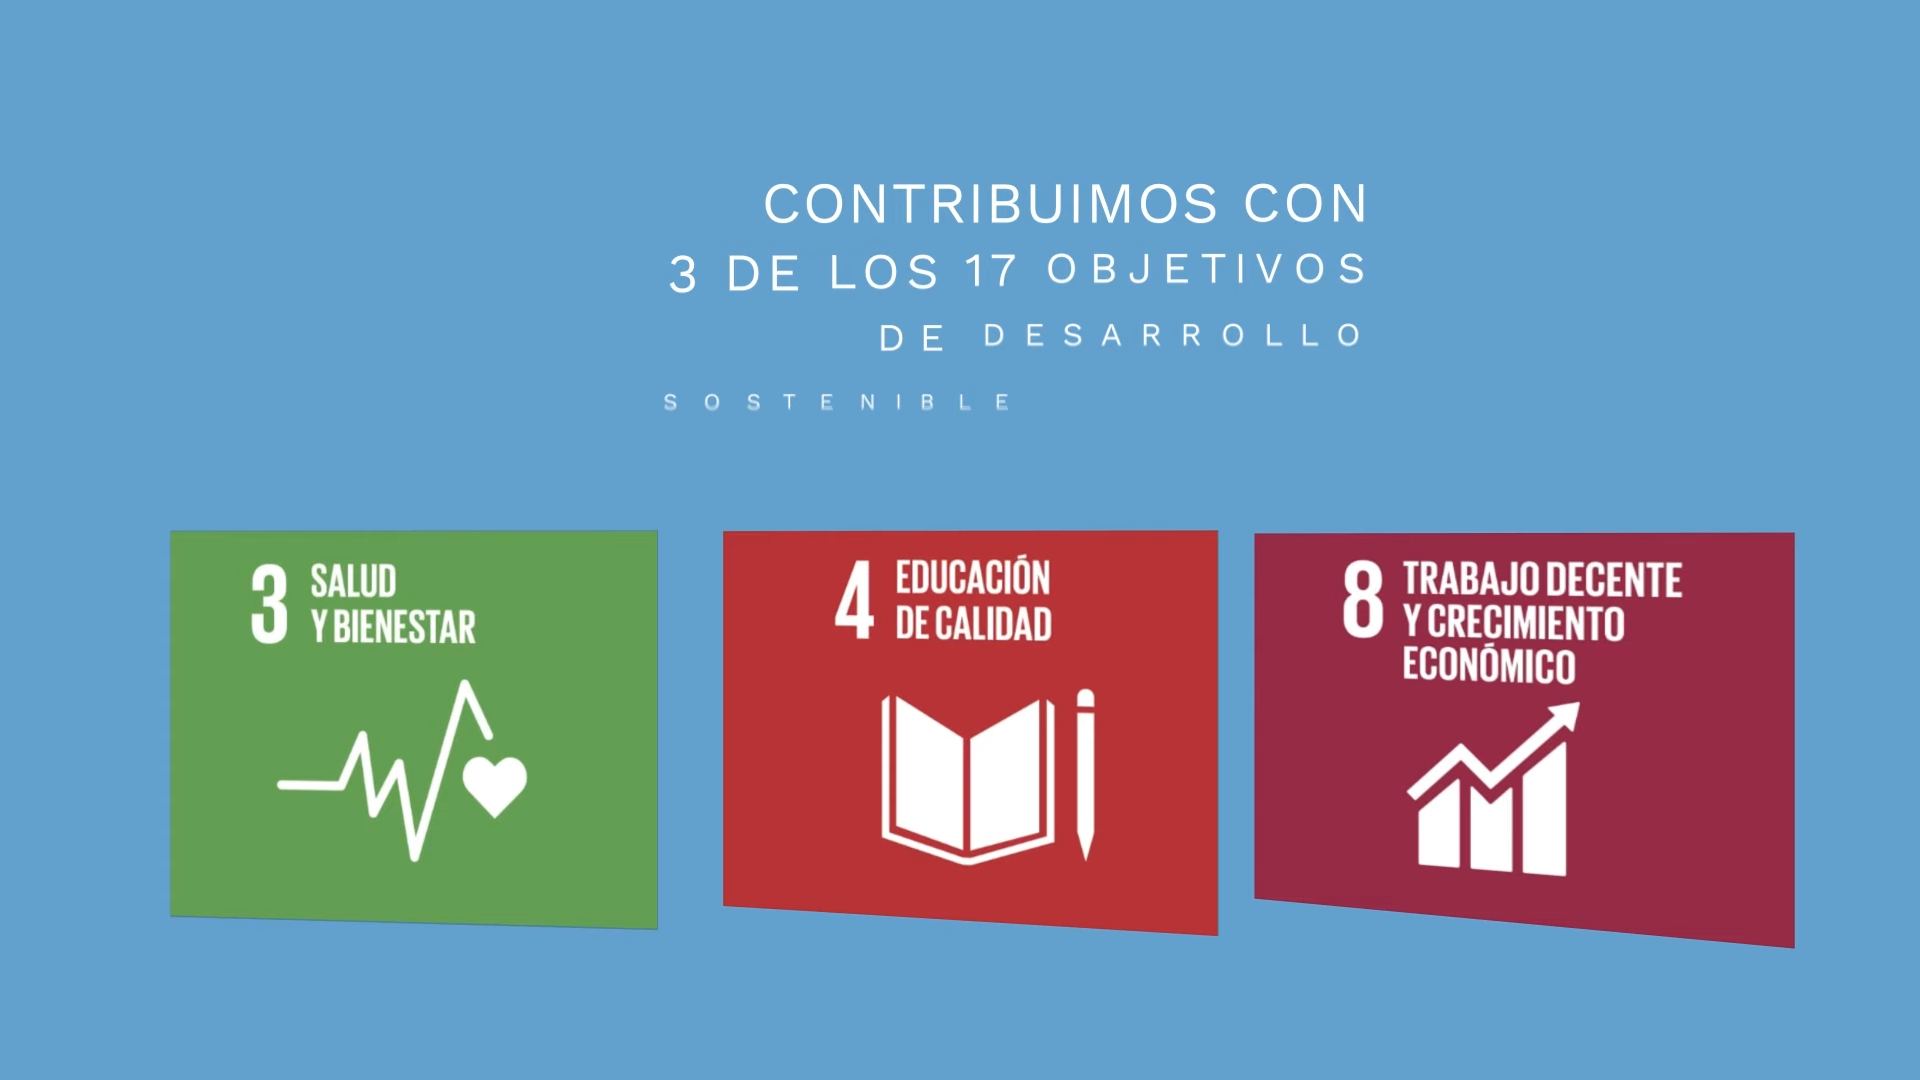 CONTRIBUIMOS CON
3 DE LOS 17 OBJETIVOS
DE DESARROLLO
SOSTENIBLE
3 SALUD
Y BIENESTAR
4 EDUCACIÓN
DE CALIDAD
8 TRABAJO DECENTE
Y CRECIMIENTO
ECONÓMICO